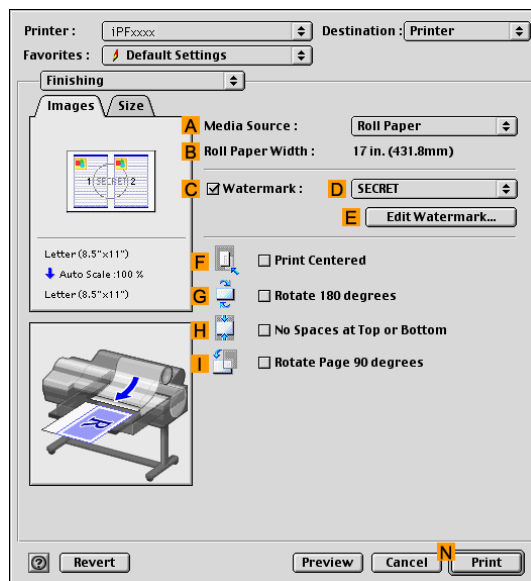 Printer : iPFxxxx Destination : Printer
Favorites : Default Settings
Finishing
Images Size
A Media Source : Roll Paper
B Roll Paper Width : 17 in. (431.8mm)
C Watermark : D SECRET
E Edit Watermark...
1 SECRET 2
Letter (8.5"x11")
Auto Scale :100 %
Letter (8.5"x11")
F Print Centered
G Rotate 180 degrees
H No Spaces at Top or Bottom
I Rotate Page 90 degrees
R
? Revert Preview Cancel N Print